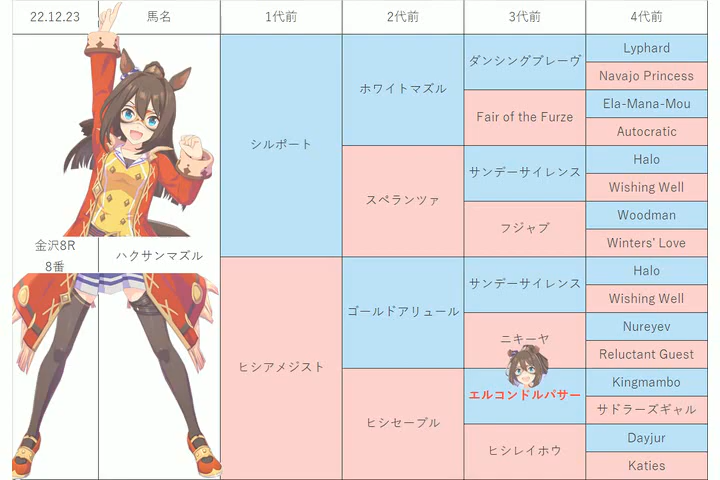 22.12.23 馬名 1代前 2代前 3代前 4代前
金沢8R
8番
ハクサンマズル
シルポート
ヒシアメジスト
ホワイトマズル
スペランツァ
ゴールドアリュール
ヒシセーブル
ダンシングブレーヴ
Fair of the Furze
サンデーサイレンス
フジャブ
サンデーサイレンス
ニキーヤ
エルコンドルパサー
ヒシレイホウ
Lyphard
Navajo Princess
Ela-Mana-Mou
Autocratic
Halo
Wishing Well
Woodman
Winters' Love
Halo
Wishing Well
Nureyev
Reluctant Guest
Kingmambo
サドラーズギャル
Dayjur
Katies